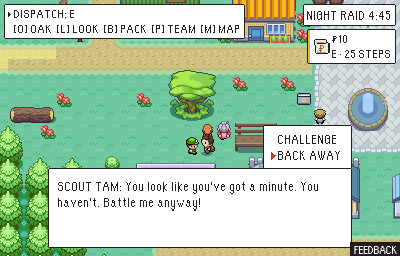 ▸DISPATCH: E
[O]OAK [L]LOOK [B]PACK [P]TEAM [M]MAP
NIGHT RAID 4:45
₽10
E · 25 STEPS
CHALLENGE
▸BACK AWAY
SCOUT TAM: You look like you've got a minute. You
haven't. Battle me anyway!
FEEDBACK